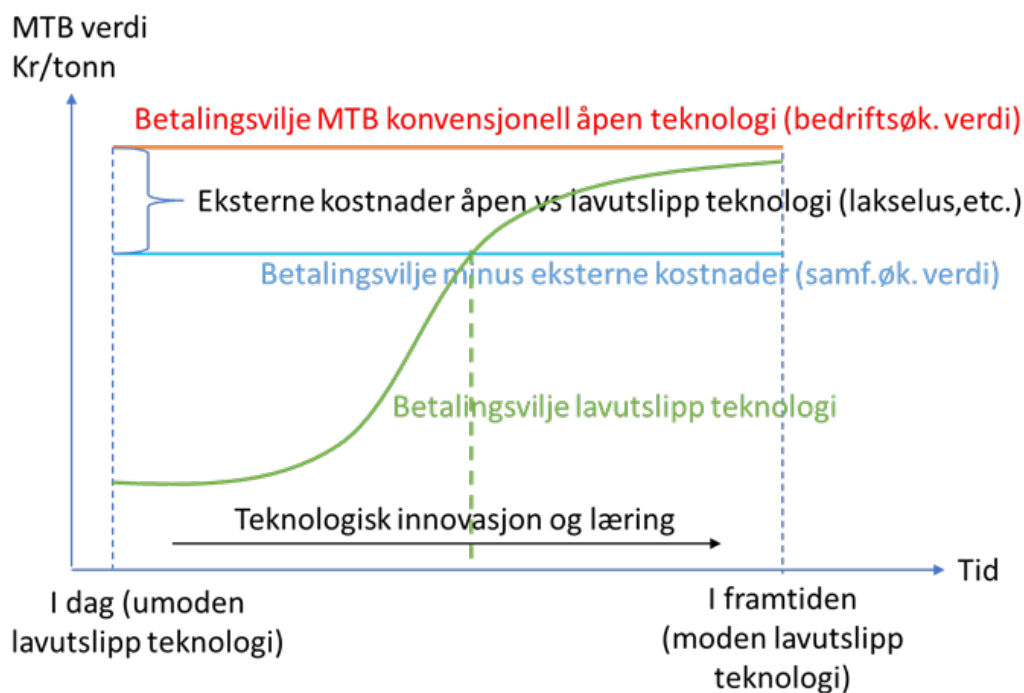 MTB verdi
Kr/tonn
Betalingsvilje MTB konvensjonell åpen teknologi (bedriftsøk. verdi)
Eksterne kostnader åpen vs lavutslipp teknologi (lakselus,etc.)
Betalingsvilje minus eksterne kostnader (samf.øk. verdi)
Betalingsvilje lavutslipp teknologi
Teknologisk innovasjon og læring
Tid
I dag (umoden
lavutslipp teknologi)
I framtiden
(moden lavutslipp
teknologi)